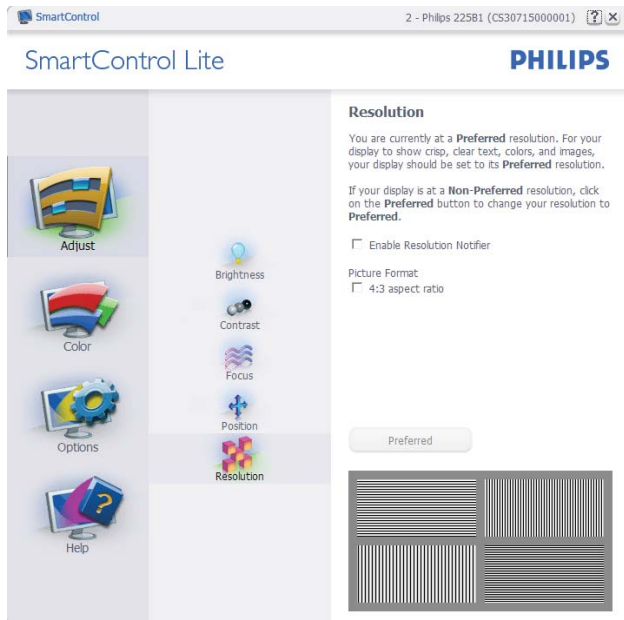 SmartControl
2 - Philips 225B1 (CS30715000001)
SmartControl Lite
PHILIPS
Adjust
Color
Options
Help
Brightness
Contrast
Focus
Position
Resolution
Resolution
You are currently at a Preferred resolution. For your
display to show crisp, clear text, colors, and images,
your display should be set to its Preferred resolution.
If your display is at a Non-Preferred resolution, click
on the Preferred button to change your resolution to
Preferred.
Enable Resolution Notifier
Picture Format
4:3 aspect ratio
Preferred